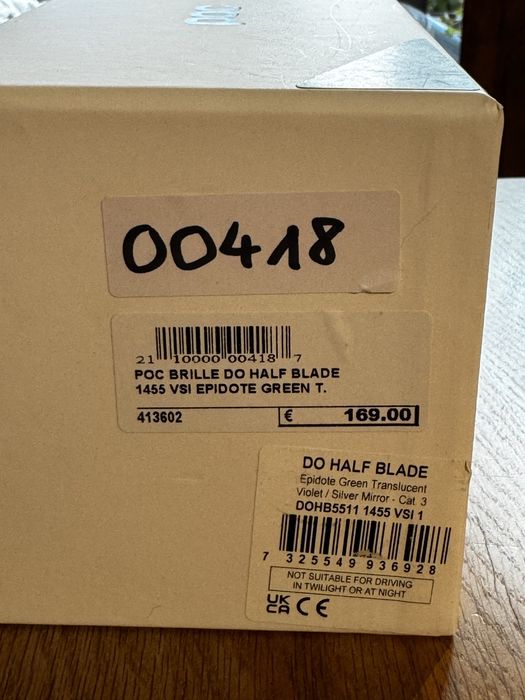 POC
00418
21 10000 00418 7
POC BRILLE DO HALF BLADE
1455 VSI EPIDOTE GREEN T.
413602 € 169.00
DO HALF BLADE
Epidote Green Translucent
Violet / Silver Mirror - Cat. 3
DOHB5511 1455 VSI 1
7 325549 936928
NOT SUITABLE FOR DRIVING
IN TWILIGHT OR AT NIGHT
UK
CA CE